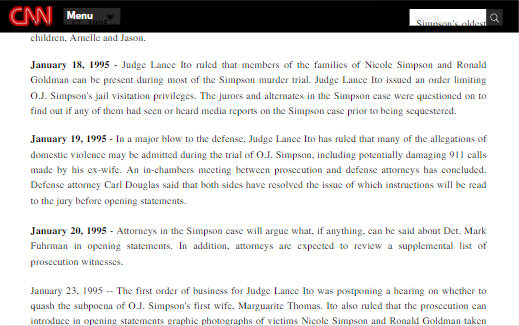 CNN Menu
Simpson's oldest
children, Arnelle and Jason.
January 18, 1995 - Judge Lance Ito ruled that members of the families of Nicole Simpson and Ronald
Goldman can be present during most of the Simpson murder trial. Judge Lance Ito issued an order limiting
O.J. Simpson's jail visitation privileges. The jurors and alternates in the Simpson case were questioned on to
find out if any of them had seen or heard media reports on the Simpson case prior to being sequestered.
January 19, 1995 - In a major blow to the defense, Judge Lance Ito has ruled that many of the allegations of
domestic violence may be admitted during the trial of O.J. Simpson, including potentially damaging 911 calls
made by his ex-wife. An in-chambers meeting between prosecution and defense attorneys has concluded.
Defense attorney Carl Douglas said that both sides have resolved the issue of which instructions will be read
to the jury before opening statements.
January 20, 1995 - Attorneys in the Simpson case will argue what, if anything, can be said about Det. Mark
Fuhrman in opening statements. In addition, attorneys are expected to review a supplemental list of
prosecution witnesses.
January 23, 1995 -- The first order of business for Judge Lance Ito was postponing a hearing on whether to
quash the subpoena of O.J. Simpson's first wife, Marguerite Thomas. Ito also ruled that the prosecution can
introduce in opening statements graphic photographs of victims Nicole Simpson and Ronald Goldman taken